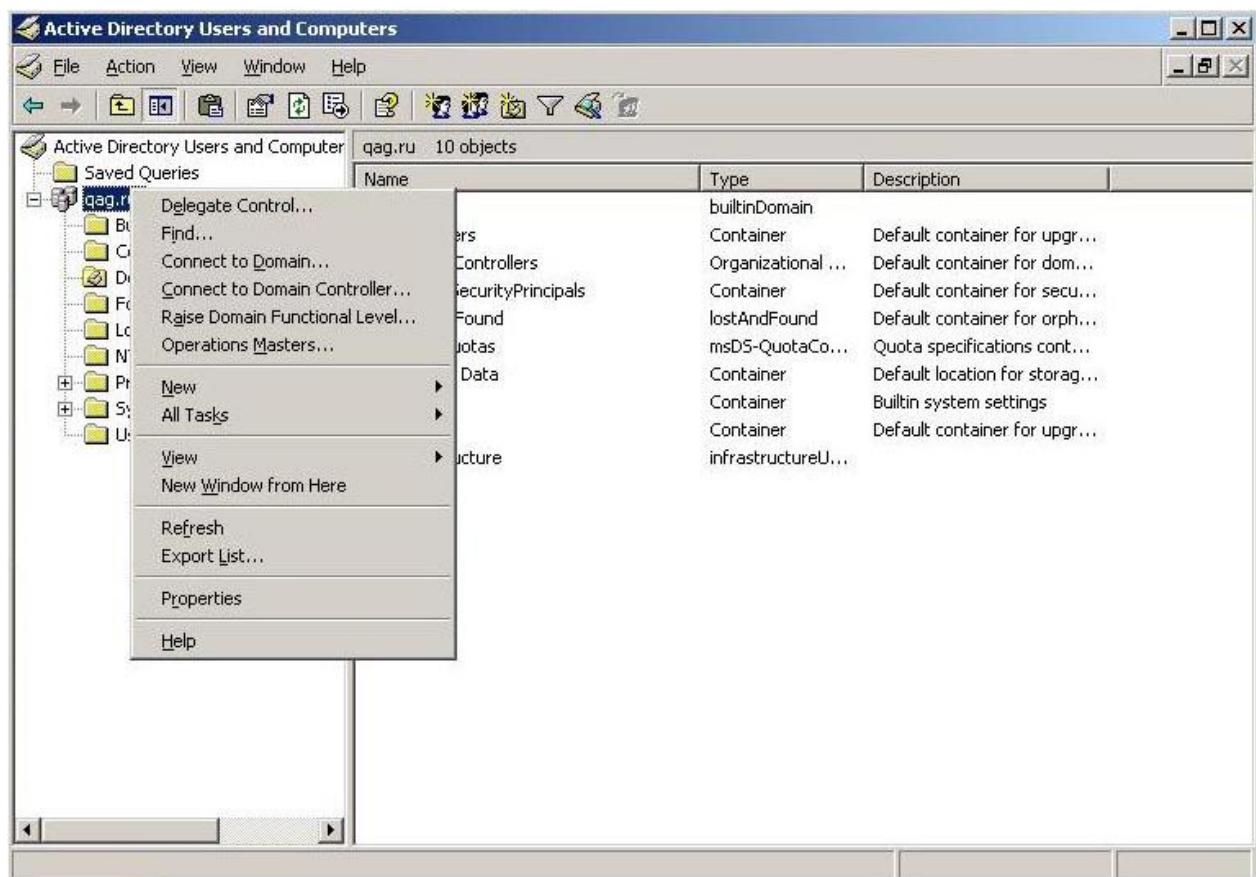 Active Directory Users and Computers
File Action View Window Help
Active Directory Users and Computer
qag.ru 10 objects
Saved Queries
Name Type Description
qag.r
Delegate Control...
Find...
Connect to Domain...
Connect to Domain Controller...
Raise Domain Functional Level...
Operations Masters...
New
All Tasks
View
New Window from Here
Refresh
Export List...
Properties
Help
builtinDomain
ers Container Default container for upgr...
Controllers Organizational ... Default container for dom...
SecurityPrincipals Container Default container for secu...
Found lostAndFound Default container for orph...
uotas msDS-QuotaCo... Quota specifications cont...
Data Container Default location for storag...
Container Builtin system settings
Container Default container for upgr...
ucture infrastructureU...